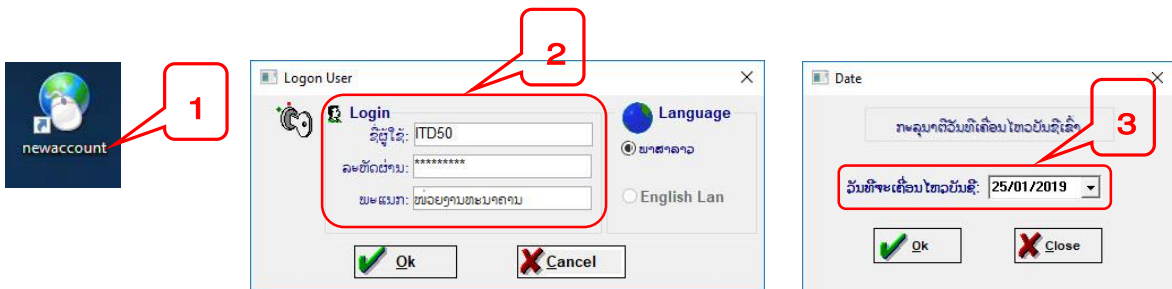 1
newaccount
2
Logon User
Login
ຊື່ຜູ້ໃຊ້: ITD50
ລະຫັດຜ່ານ: *********
ພະແນກ: ໜ່ວຍງານທະນາຄານ
Language
ພາສາລາວ
English Lan
Ok
Cancel
3
Date
ກະລຸນາຕີວັນທີເຄື່ອນໄຫວບັນຊີເຂົ້າ
ວັນທີຈະເຄື່ອນໄຫວບັນຊີ: 25/01/2019
Ok
Close